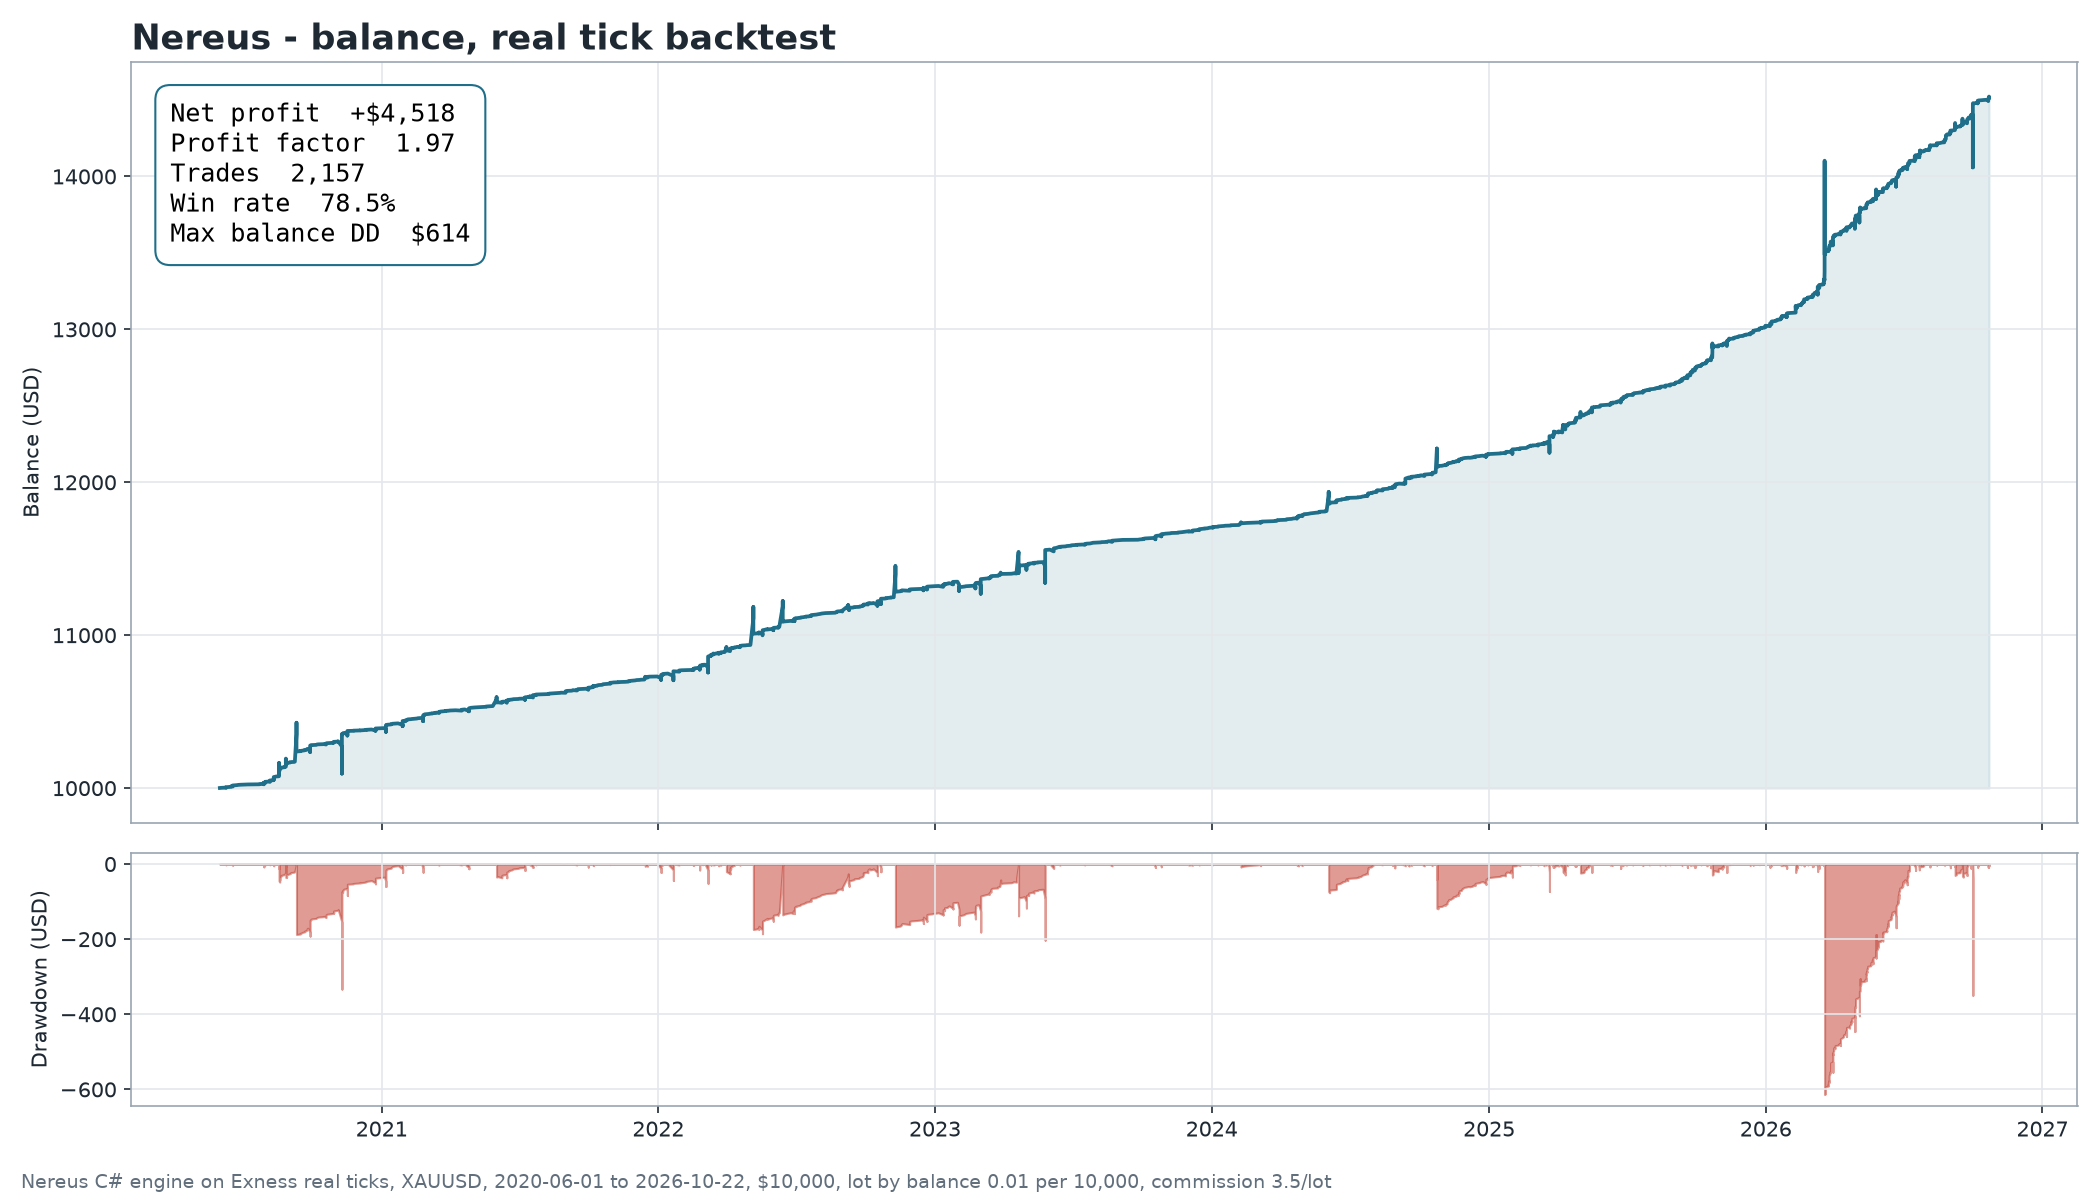 Nereus - balance, real tick backtest
Net profit  +$4,518
Profit factor  1.97
Trades  2,157
Win rate  78.5%
Max balance DD  $614
Balance (USD)
14000
13000
12000
11000
10000
Drawdown (USD)
0
−200
−400
−600
2021
2022
2023
2024
2025
2026
2027
Nereus C# engine on Exness real ticks, XAUUSD, 2020-06-01 to 2026-10-22, $10,000, lot by balance 0.01 per 10,000, commission 3.5/lot